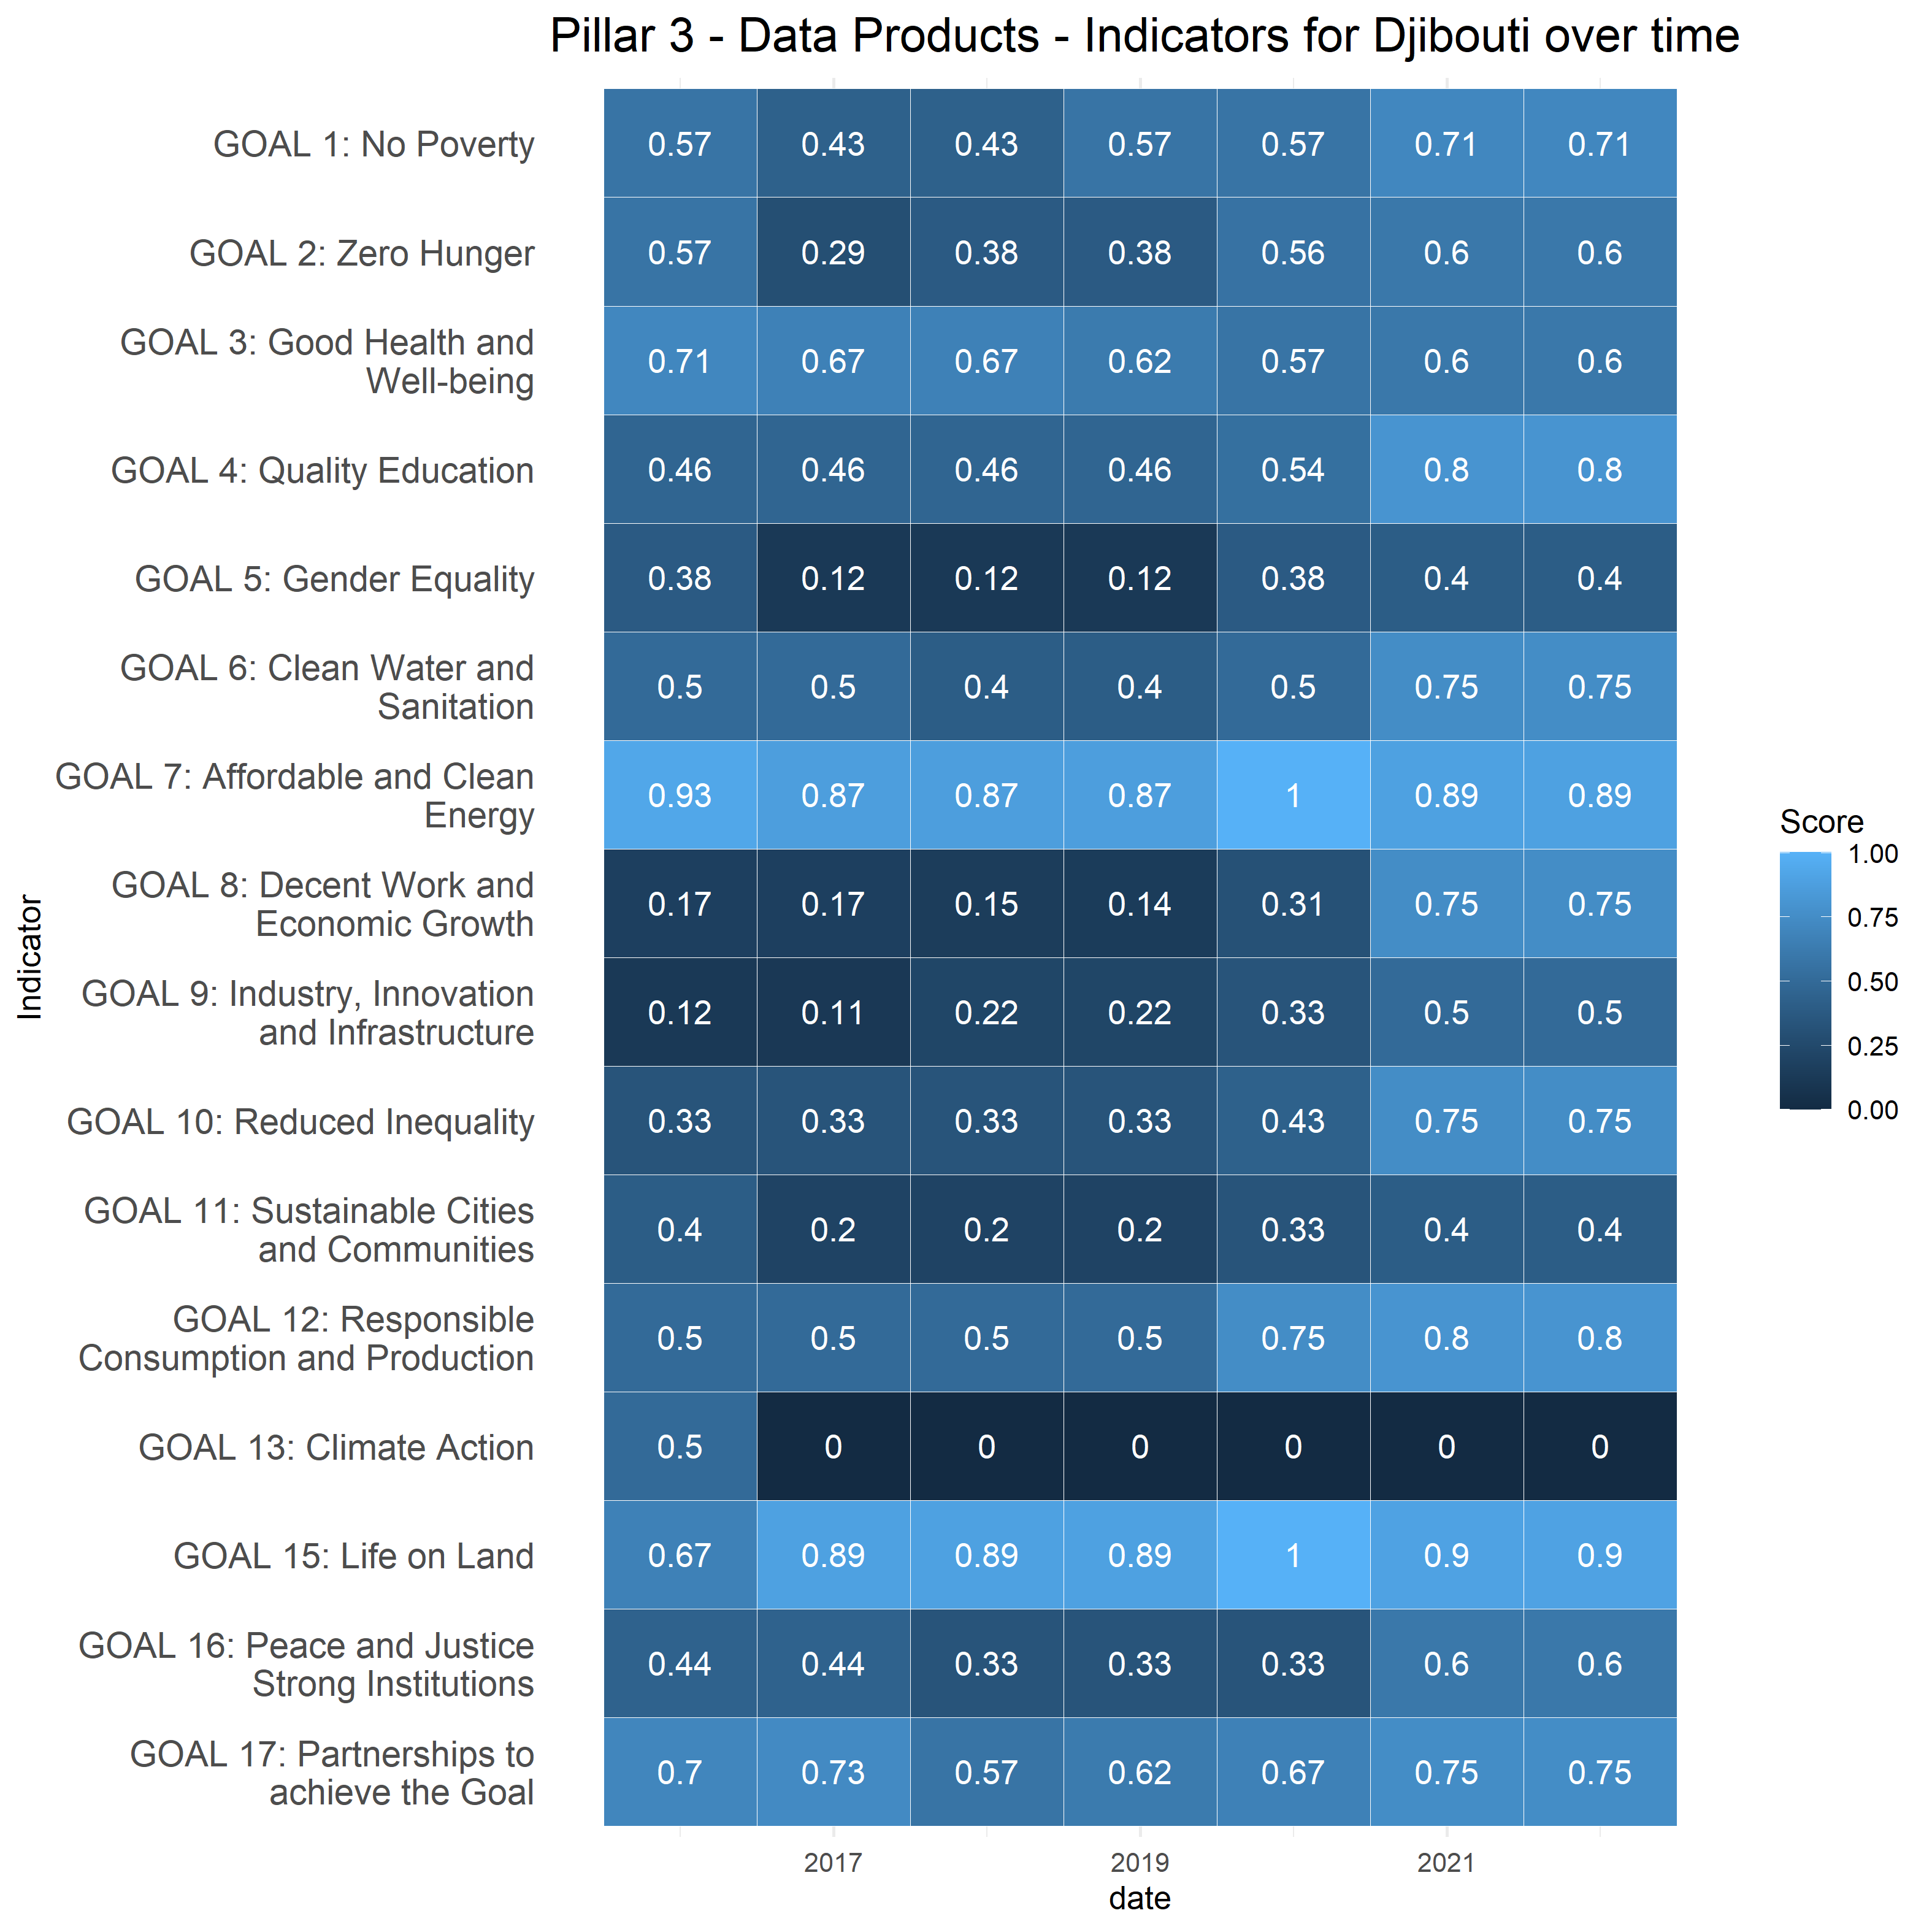 Pillar 3 - Data Products - Indicators for Djibouti over time
GOAL 1: No Poverty
0.57 0.43 0.43 0.57 0.57 0.71 0.71
GOAL 2: Zero Hunger
0.57 0.29 0.38 0.38 0.56 0.6 0.6
GOAL 3: Good Health and
Well-being
0.71 0.67 0.67 0.62 0.57 0.6 0.6
GOAL 4: Quality Education
0.46 0.46 0.46 0.46 0.54 0.8 0.8
GOAL 5: Gender Equality
0.38 0.12 0.12 0.12 0.38 0.4 0.4
GOAL 6: Clean Water and
Sanitation
0.5 0.5 0.4 0.4 0.5 0.75 0.75
GOAL 7: Affordable and Clean
Energy
0.93 0.87 0.87 0.87 1 0.89 0.89
GOAL 8: Decent Work and
Economic Growth
0.17 0.17 0.15 0.14 0.31 0.75 0.75
GOAL 9: Industry, Innovation
and Infrastructure
0.12 0.11 0.22 0.22 0.33 0.5 0.5
GOAL 10: Reduced Inequality
0.33 0.33 0.33 0.33 0.43 0.75 0.75
GOAL 11: Sustainable Cities
and Communities
0.4 0.2 0.2 0.2 0.33 0.4 0.4
GOAL 12: Responsible
Consumption and Production
0.5 0.5 0.5 0.5 0.75 0.8 0.8
GOAL 13: Climate Action
0.5 0 0 0 0 0 0
GOAL 15: Life on Land
0.67 0.89 0.89 0.89 1 0.9 0.9
GOAL 16: Peace and Justice
Strong Institutions
0.44 0.44 0.33 0.33 0.33 0.6 0.6
GOAL 17: Partnerships to
achieve the Goal
0.7 0.73 0.57 0.62 0.67 0.75 0.75
2017 2019 2021
date
Indicator
Score
1.00
0.75
0.50
0.25
0.00